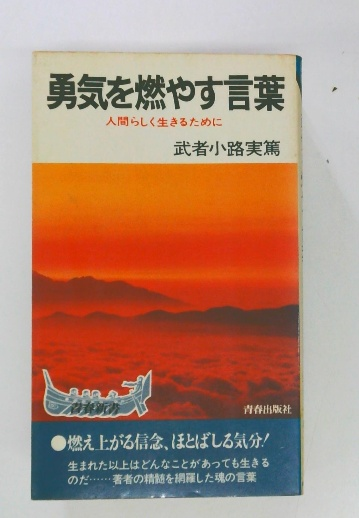 勇気を燃やす言葉
人間らしく生きるために
武者小路実篤
青春新書
青春出版社
●燃え上がる信念、ほとばしる気分!
生まれた以上はどんなことがあっても生きる
のだ……著者の精髄を網羅した魂の言葉